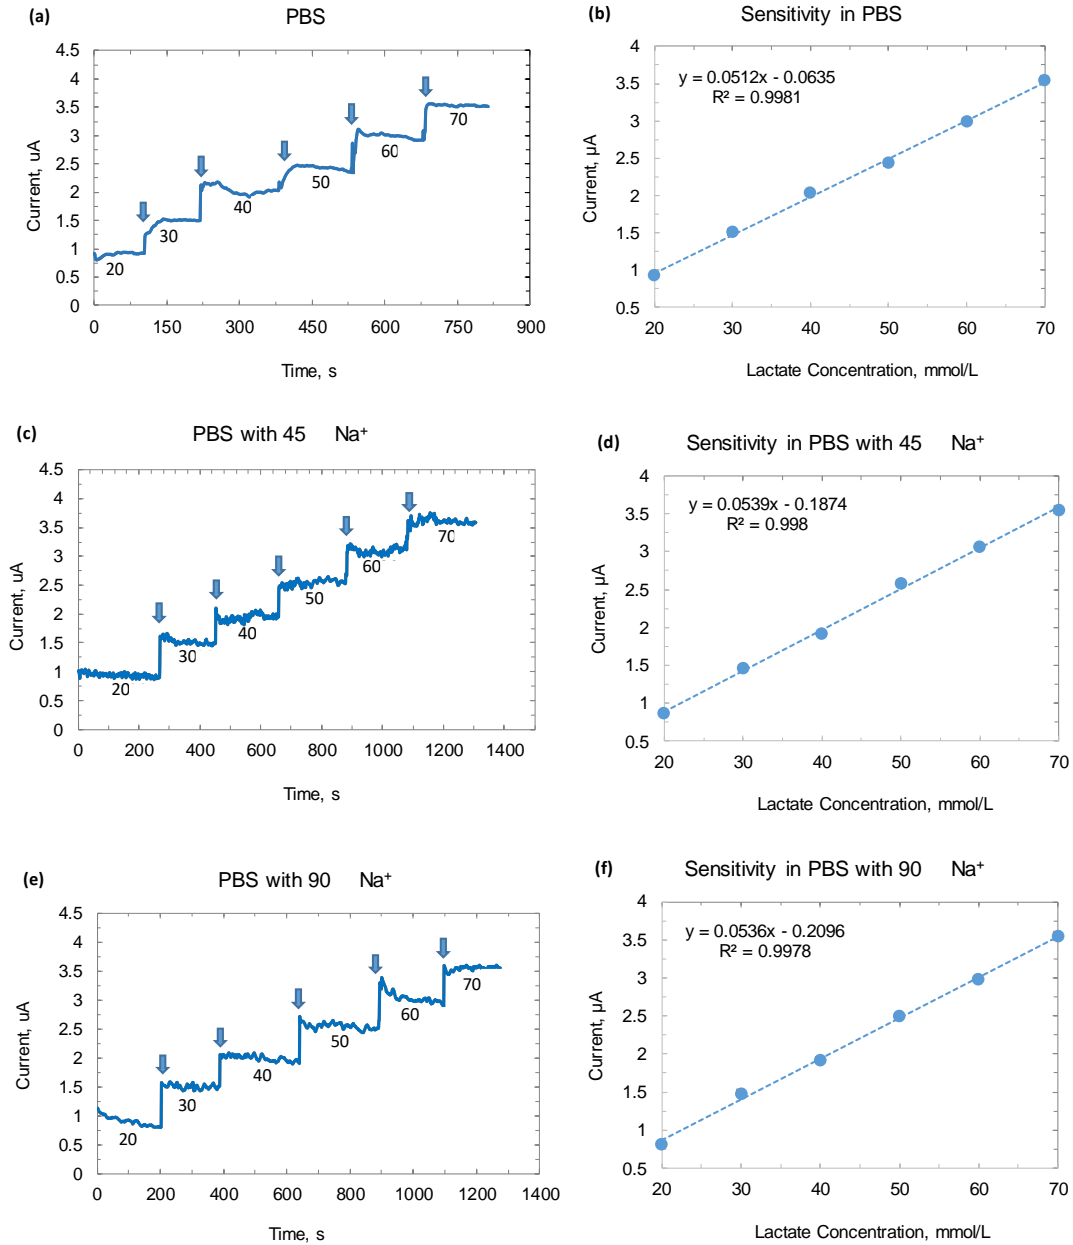 (a)
PBS
4.5
4
3.5
3
2.5
2
1.5
1
0.5
0
Current, uA
20
30
40
50
60
70
0 150 300 450 600 750 900
Time, s
(b)
Sensitivity in PBS
y = 0.0512x - 0.0635
R² = 0.9981
4
3.5
3
2.5
2
1.5
1
0.5
Current, µA
20 30 40 50 60 70
Lactate Concentration, mmol/L
(c)
PBS with 45 Na⁺
4.5
4
3.5
3
2.5
2
1.5
1
0.5
0
Current, uA
20
30
40
50
60
70
0 200 400 600 800 1000 1200 1400
Time, s
(d)
Sensitivity in PBS with 45 Na⁺
y = 0.0539x - 0.1874
R² = 0.998
4
3.5
3
2.5
2
1.5
1
0.5
Current, µA
20 30 40 50 60 70
Lactate Concentration, mmol/L
(e)
PBS with 90 Na⁺
4.5
4
3.5
3
2.5
2
1.5
1
0.5
0
Current, uA
20
30
40
50
60
70
0 200 400 600 800 1000 1200 1400
Time, s
(f)
Sensitivity in PBS with 90 Na⁺
y = 0.0536x - 0.2096
R² = 0.9978
4
3.5
3
2.5
2
1.5
1
0.5
Current, µA
20 30 40 50 60 70
Lactate Concentration, mmol/L